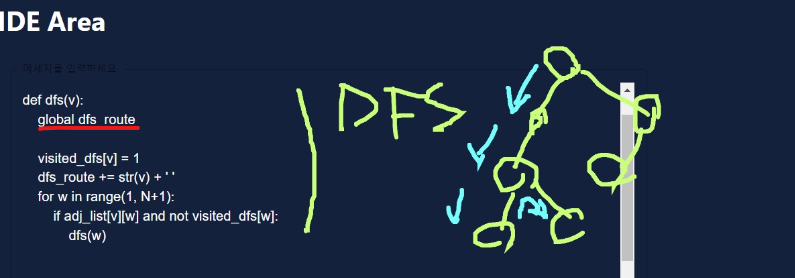 IDE Area
메세지를 입력하세요
def dfs(v):
global dfs_route
visited_dfs[v] = 1
dfs_route += str(v) + ' '
for w in range(1, N+1):
if adj_list[v][w] and not visited_dfs[w]:
dfs(w)
DFS